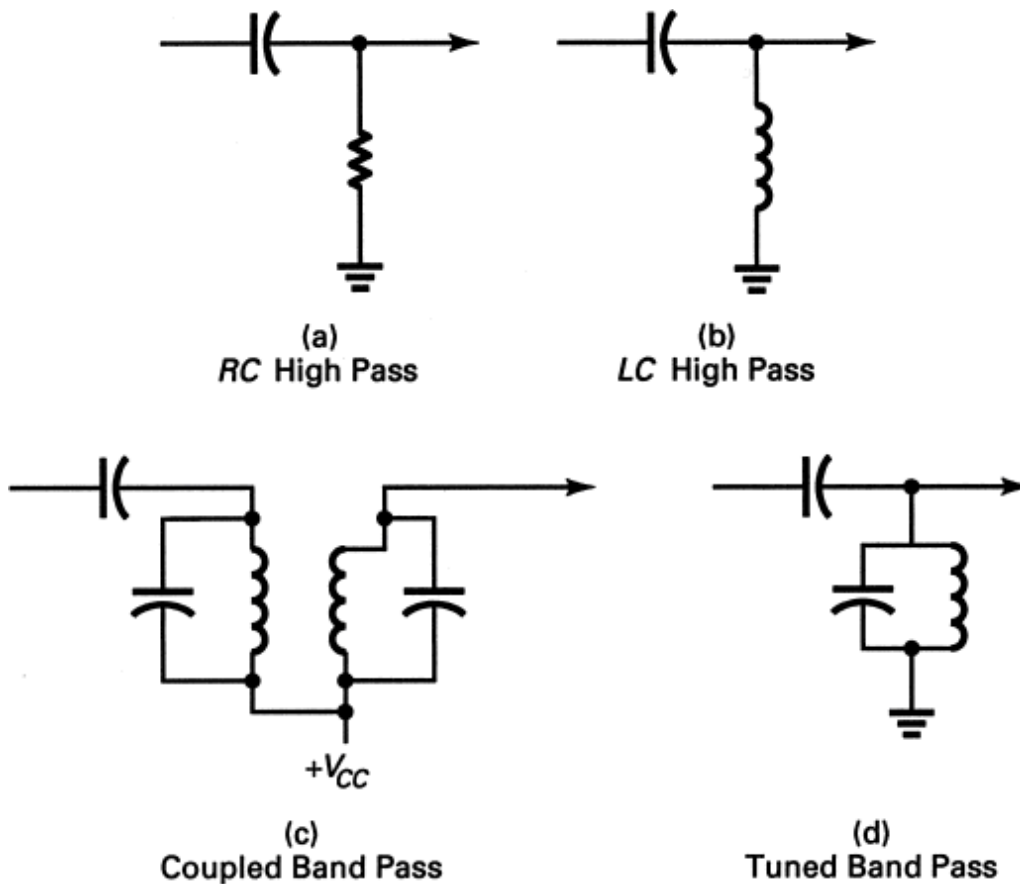 (a)
RC High Pass
(b)
LC High Pass
+VCC
(c)
Coupled Band Pass
(d)
Tuned Band Pass